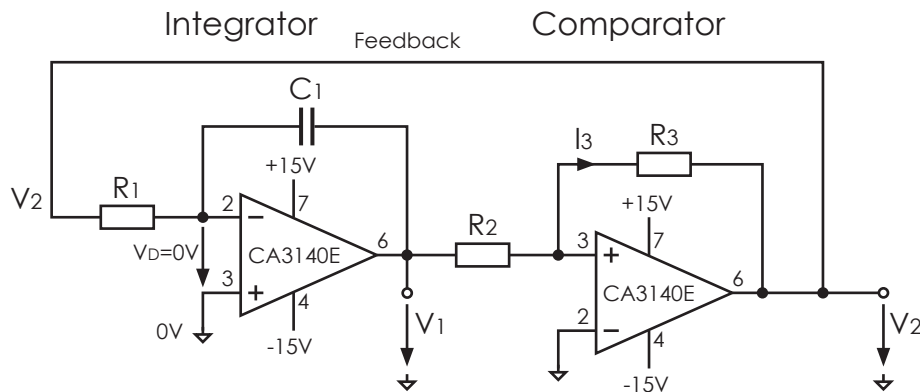 Integrator
Comparator
Feedback
C1
I3
R3
+15V
+15V
V2
R1
2
7
R2
7
VD=0V
CA3140E
6
3
6
3
CA3140E
4
2
V1
V2
0V
-15V
4
-15V